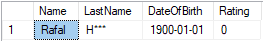 Name LastName DateOfBirth Rating
1 Rafal H*** 1900-01-01 0